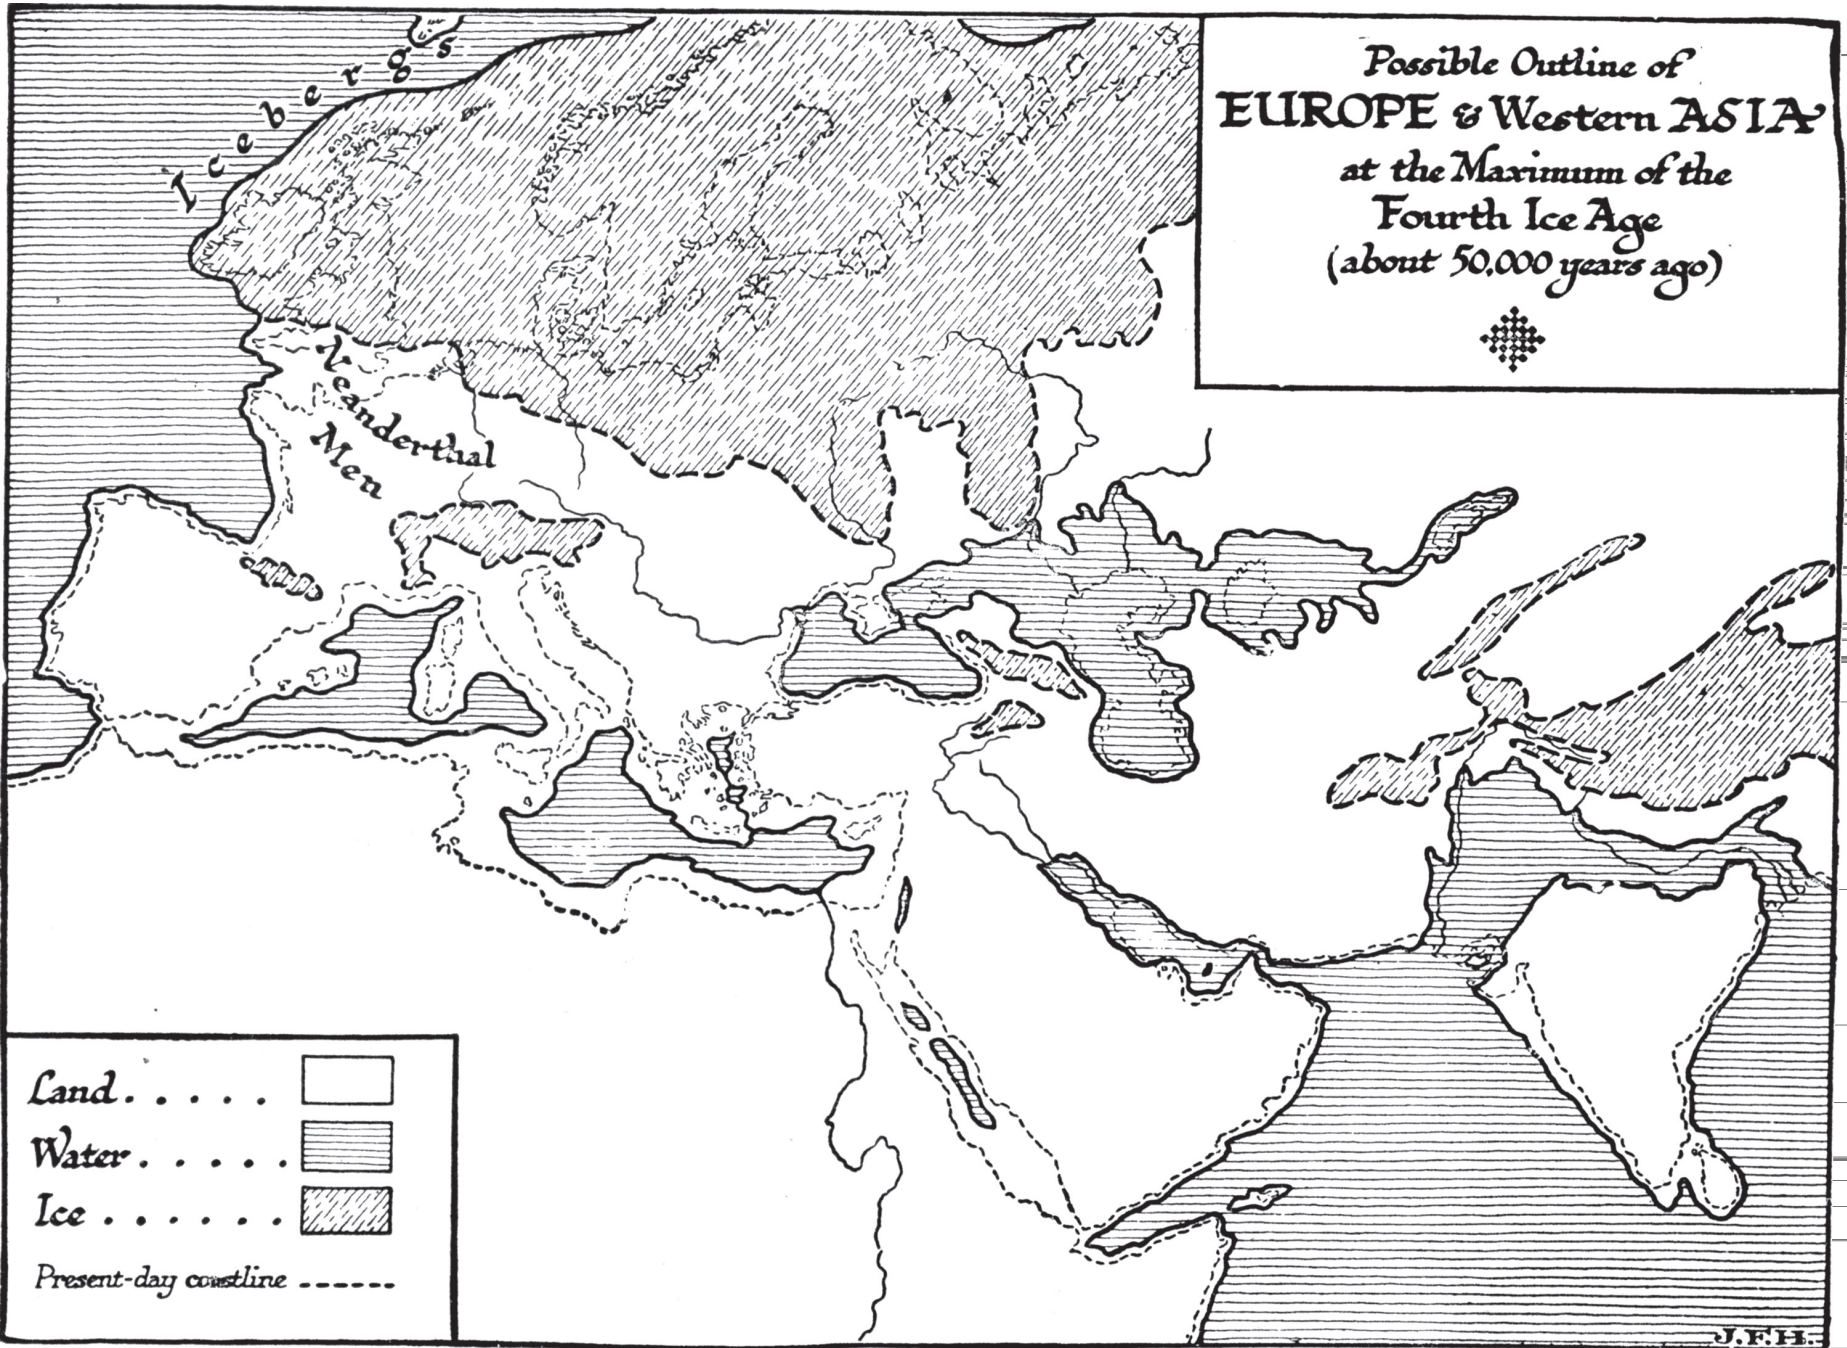 Possible Outline of
EUROPE & Western ASIA
at the Maximum of the
Fourth Ice Age
(about 50,000 years ago)
Icebergs
Neanderthal
Men
Land . . . . .
Water . . . . .
Ice . . . . . .
Present-day coastline ------
J.F.H.